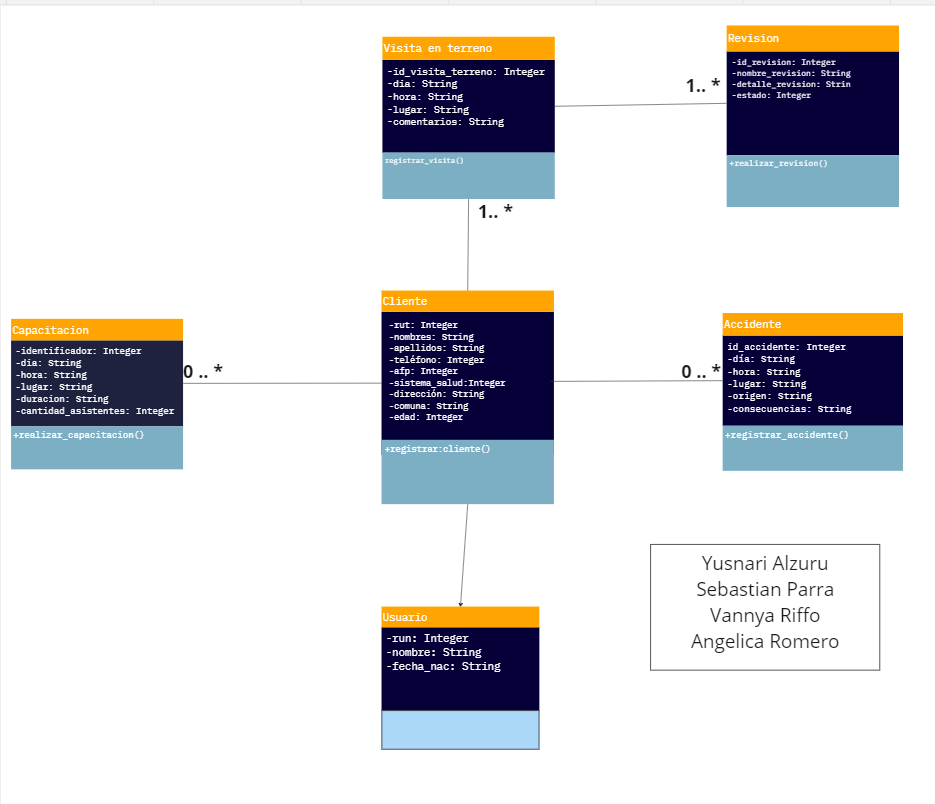 Visita en terreno
-id_visita_terreno: Integer
-dia: String
-hora: String
-lugar: String
-comentarios: String
registrar_visita()
1.. *
Revision
-id_revision: Integer
-nombre_revision: String
-detalle_revision: Strin
-estado: Integer
+realizar_revision()
1.. *
Capacitacion
-identificador: Integer
-dia: String
-hora: String
-lugar: String
-duracion: String
-cantidad_asistentes: Integer
+realizar_capacitacion()
0 .. *
Cliente
-rut: Integer
-nombres: String
-apellidos: String
-teléfono: Integer
-afp: Integer
-sistema_salud:Integer
-dirección: String
-comuna: String
-edad: Integer
+registrar:cliente()
0 .. *
Accidente
id_accidente: Integer
-día: String
-hora: String
-lugar: String
-origen: String
-consecuencias: String
+registrar_accidente()
Usuario
-run: Integer
-nombre: String
-fecha_nac: String
Yusnari Alzuru
Sebastian Parra
Vannya Riffo
Angelica Romero